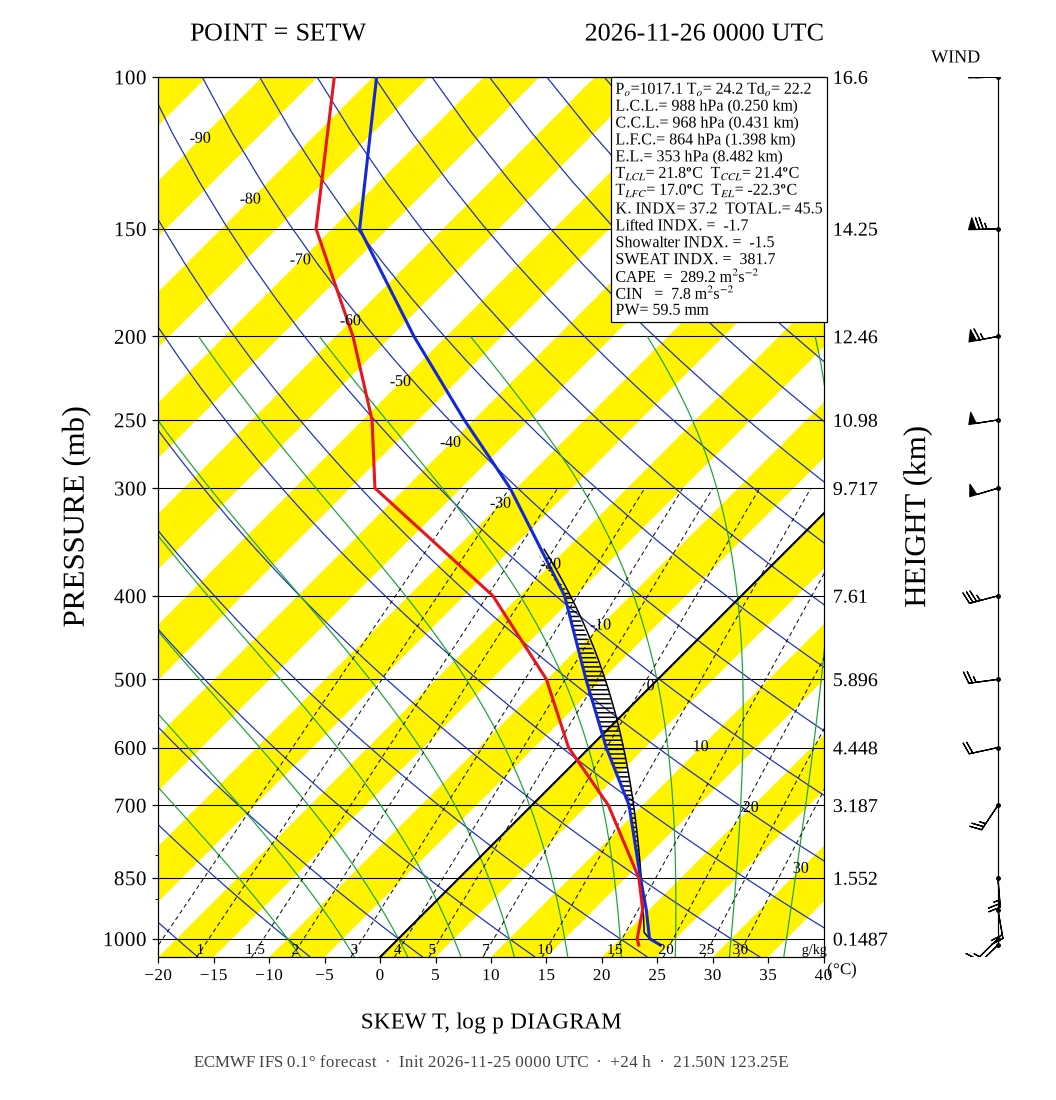 POINT = SETW
2026-11-26 0000 UTC
WIND
P₀=1017.1 T₀= 24.2 Td₀= 22.2
L.C.L.= 988 hPa (0.250 km)
C.C.L.= 968 hPa (0.431 km)
L.F.C.= 864 hPa (1.398 km)
E.L.= 353 hPa (8.482 km)
T_LCL= 21.8°C T_CCL= 21.4°C
T_LFC= 17.0°C T_EL= -22.3°C
K. INDX= 37.2 TOTAL.= 45.5
Lifted INDX. = -1.7
Showalter INDX. = -1.5
SWEAT INDX. = 381.7
CAPE = 289.2 m²s⁻²
CIN = 7.8 m²s⁻²
PW= 59.5 mm
100
150
200
250
300
400
500
600
700
850
1000
PRESSURE (mb)
-90
-80
-70
-60
-50
-40
-30
-20
-10
0
10
20
30
16.6
14.25
12.46
10.98
9.717
7.61
5.896
4.448
3.187
1.552
0.1487
HEIGHT (km)
1 1.5 2 3 4 5 7 10 15 20 25 30 g/kg
−20 −15 −10 −5 0 5 10 15 20 25 30 35 40 (°C)
SKEW T, log p DIAGRAM
ECMWF IFS 0.1° forecast · Init 2026-11-25 0000 UTC · +24 h · 21.50N 123.25E